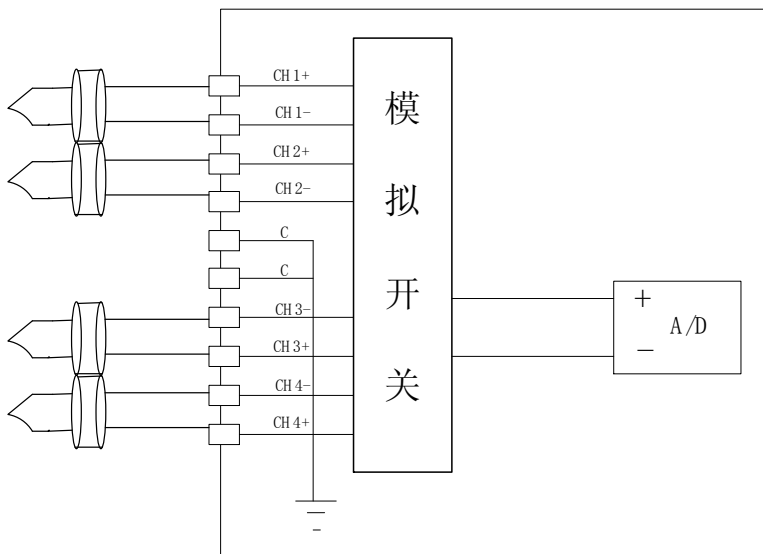 CH1+
CH1-
CH2+
CH2-
C
C
CH3-
CH3+
CH4-
CH4+
模
拟
开
关
+
A/D
−